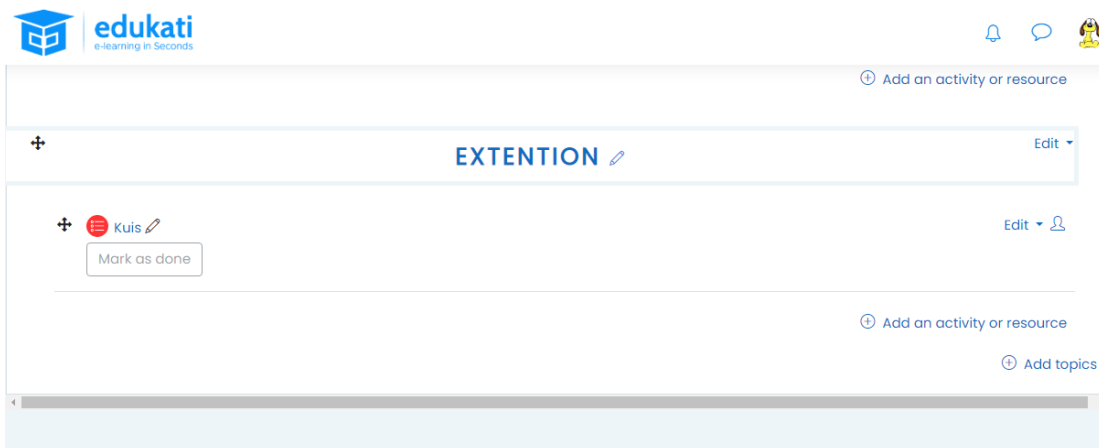 edukati
e-learning in Seconds
Add an activity or resource
EXTENTION
Edit
Kuis
Edit
Mark as done
Add an activity or resource
Add topics